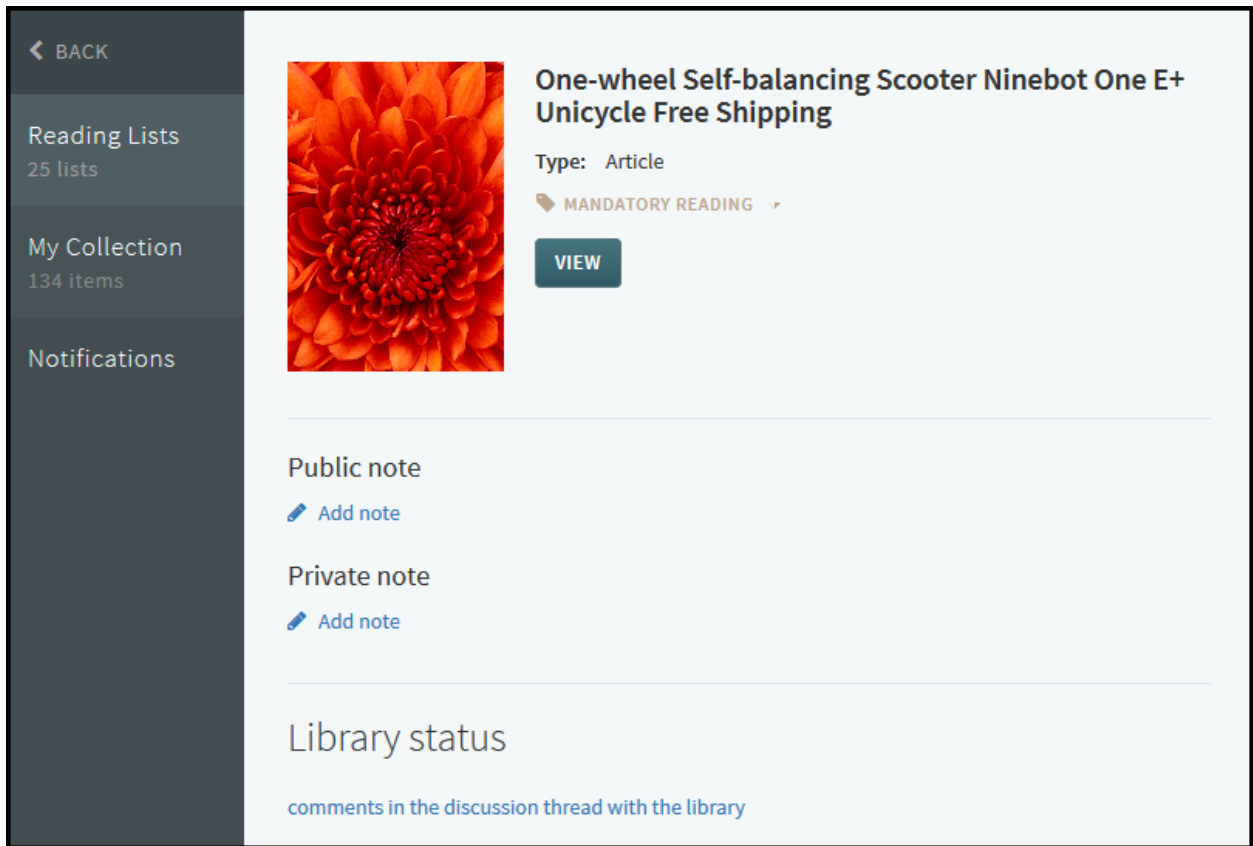 BACK
Reading Lists
25 lists
My Collection
134 items
Notifications
One-wheel Self-balancing Scooter Ninebot One E+
Unicycle Free Shipping
Type: Article
MANDATORY READING
VIEW
Public note
Add note
Private note
Add note
Library status
comments in the discussion thread with the library